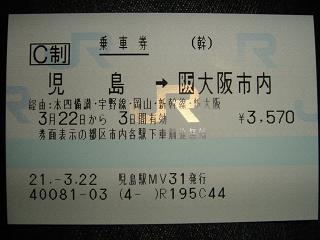 C制 乗車券 (幹)
児島 → 阪大阪市内
経由:本四備讃・宇野線・岡山・新幹線・新大阪
3月22日から 3日間有効 ¥3,570
券面表示の都区市内各駅下車前途無効
21.-3.22 児島駅MV31発行
40081-03 (4- )R195C44